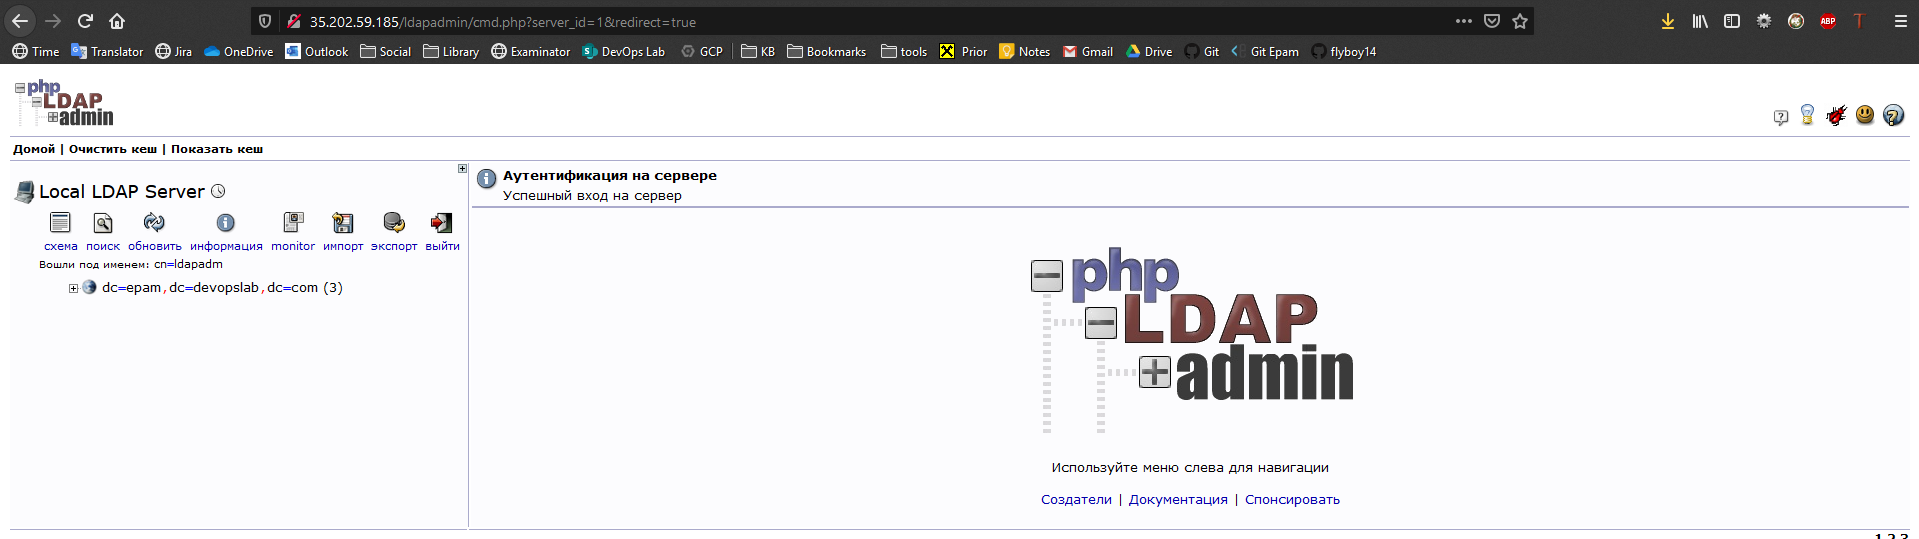 35.202.59.185/ldapadmin/cmd.php?server_id=1&redirect=true
Time Translator Jira OneDrive Outlook Social Library Examinator DevOps Lab GCP KB Bookmarks tools Prior Notes Gmail Drive Git Git Epam flyboy14
ABP
php
LDAP
admin
Домой | Очистить кеш | Показать кеш
Local LDAP Server
схема поиск обновить информация monitor импорт экспорт выйти
Вошли под именем: cn=ldapadm
dc=epam,dc=devopslab,dc=com (3)
Аутентификация на сервере
Успешный вход на сервер
php
LDAP
admin
Используйте меню слева для навигации
Создатели | Документация | Спонсировать
1.2.3